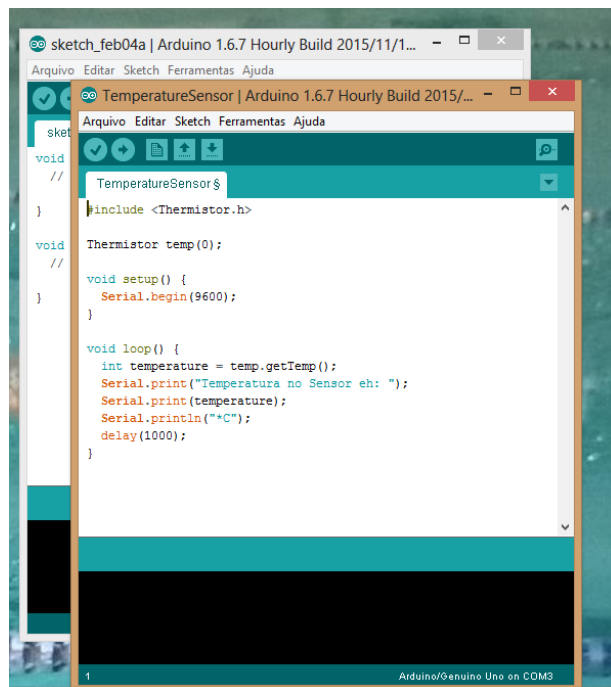 sketch_feb04a | Arduino 1.6.7 Hourly Build 2015/11/1...
Arquivo Editar Sketch Ferramentas Ajuda
void
//
}
void
//
}
TemperatureSensor | Arduino 1.6.7 Hourly Build 2015/...
Arquivo Editar Sketch Ferramentas Ajuda
TemperatureSensor §
#include <Thermistor.h>
Thermistor temp(0);
void setup() {
Serial.begin(9600);
}
void loop() {
int temperature = temp.getTemp();
Serial.print("Temperatura no Sensor eh: ");
Serial.print(temperature);
Serial.println("*C");
delay(1000);
}
1
Arduino/Genuino Uno on COM3